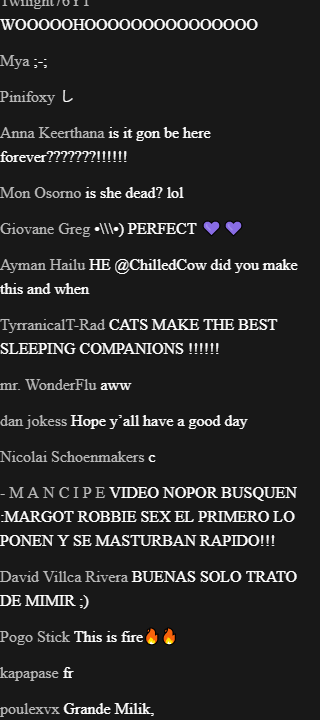 Twilight76YT
WOOOOOHOOOOOOOOOOOOOOO
Mya ;-;
Pinifoxy し
Anna Keerthana is it gon be here
forever???????!!!!!!
Mon Osorno is she dead? lol
Giovane Greg •\\\•) PERFECT 💜 💜
Ayman Hailu HE @ChilledCow did you make
this and when
TyrranicalT-Rad CATS MAKE THE BEST
SLEEPING COMPANIONS !!!!!!
mr. WonderFlu aww
dan jokess Hope y’all have a good day
Nicolai Schoenmakers c
- M A N C I P E VIDEO NOPOR BUSQUEN
:MARGOT ROBBIE SEX EL PRIMERO LO
PONEN Y SE MASTURBAN RAPIDO!!!
David Villca Rivera BUENAS SOLO TRATO
DE MIMIR ;)
Pogo Stick This is fire🔥🔥
kapapase fr
poulexvx Grande Milik,